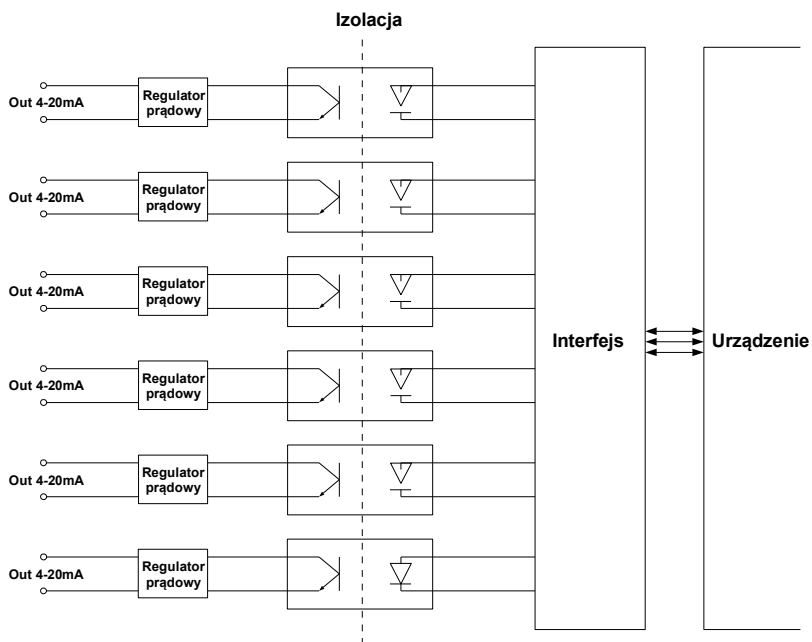 Izolacja
Out 4-20mA
Regulator
prądowy
Out 4-20mA
Regulator
prądowy
Out 4-20mA
Regulator
prądowy
Interfejs
Urządzenie
Out 4-20mA
Regulator
prądowy
Out 4-20mA
Regulator
prądowy
Out 4-20mA
Regulator
prądowy